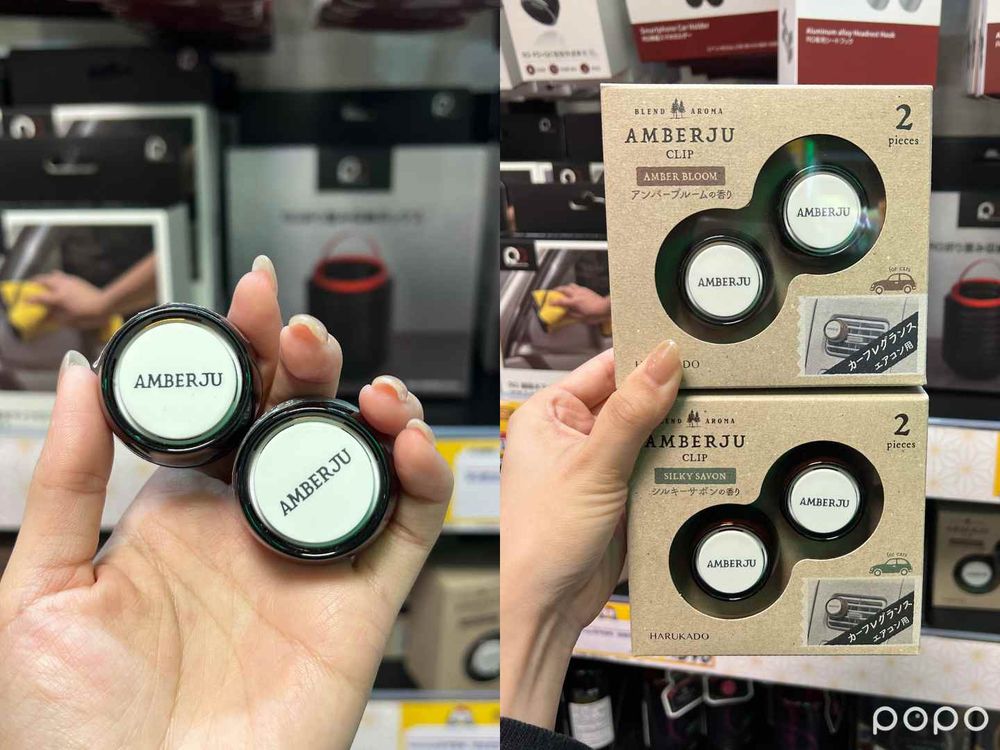 AMBERJU
AMBERJU
Smartphone Car Holder
Aluminum alloy Headrest Hook
BLEND AROMA
AMBERJU
CLIP
AMBER BLOOM
アンバーブルームの香り
2
pieces
AMBERJU
AMBERJU
for cars
カーフレグランス
エアコン用
BLEND AROMA
AMBERJU
CLIP
SILKY SAVON
シルキーサボンの香り
2
pieces
AMBERJU
AMBERJU
for cars
カーフレグランス
エアコン用
HARUKADO
popo